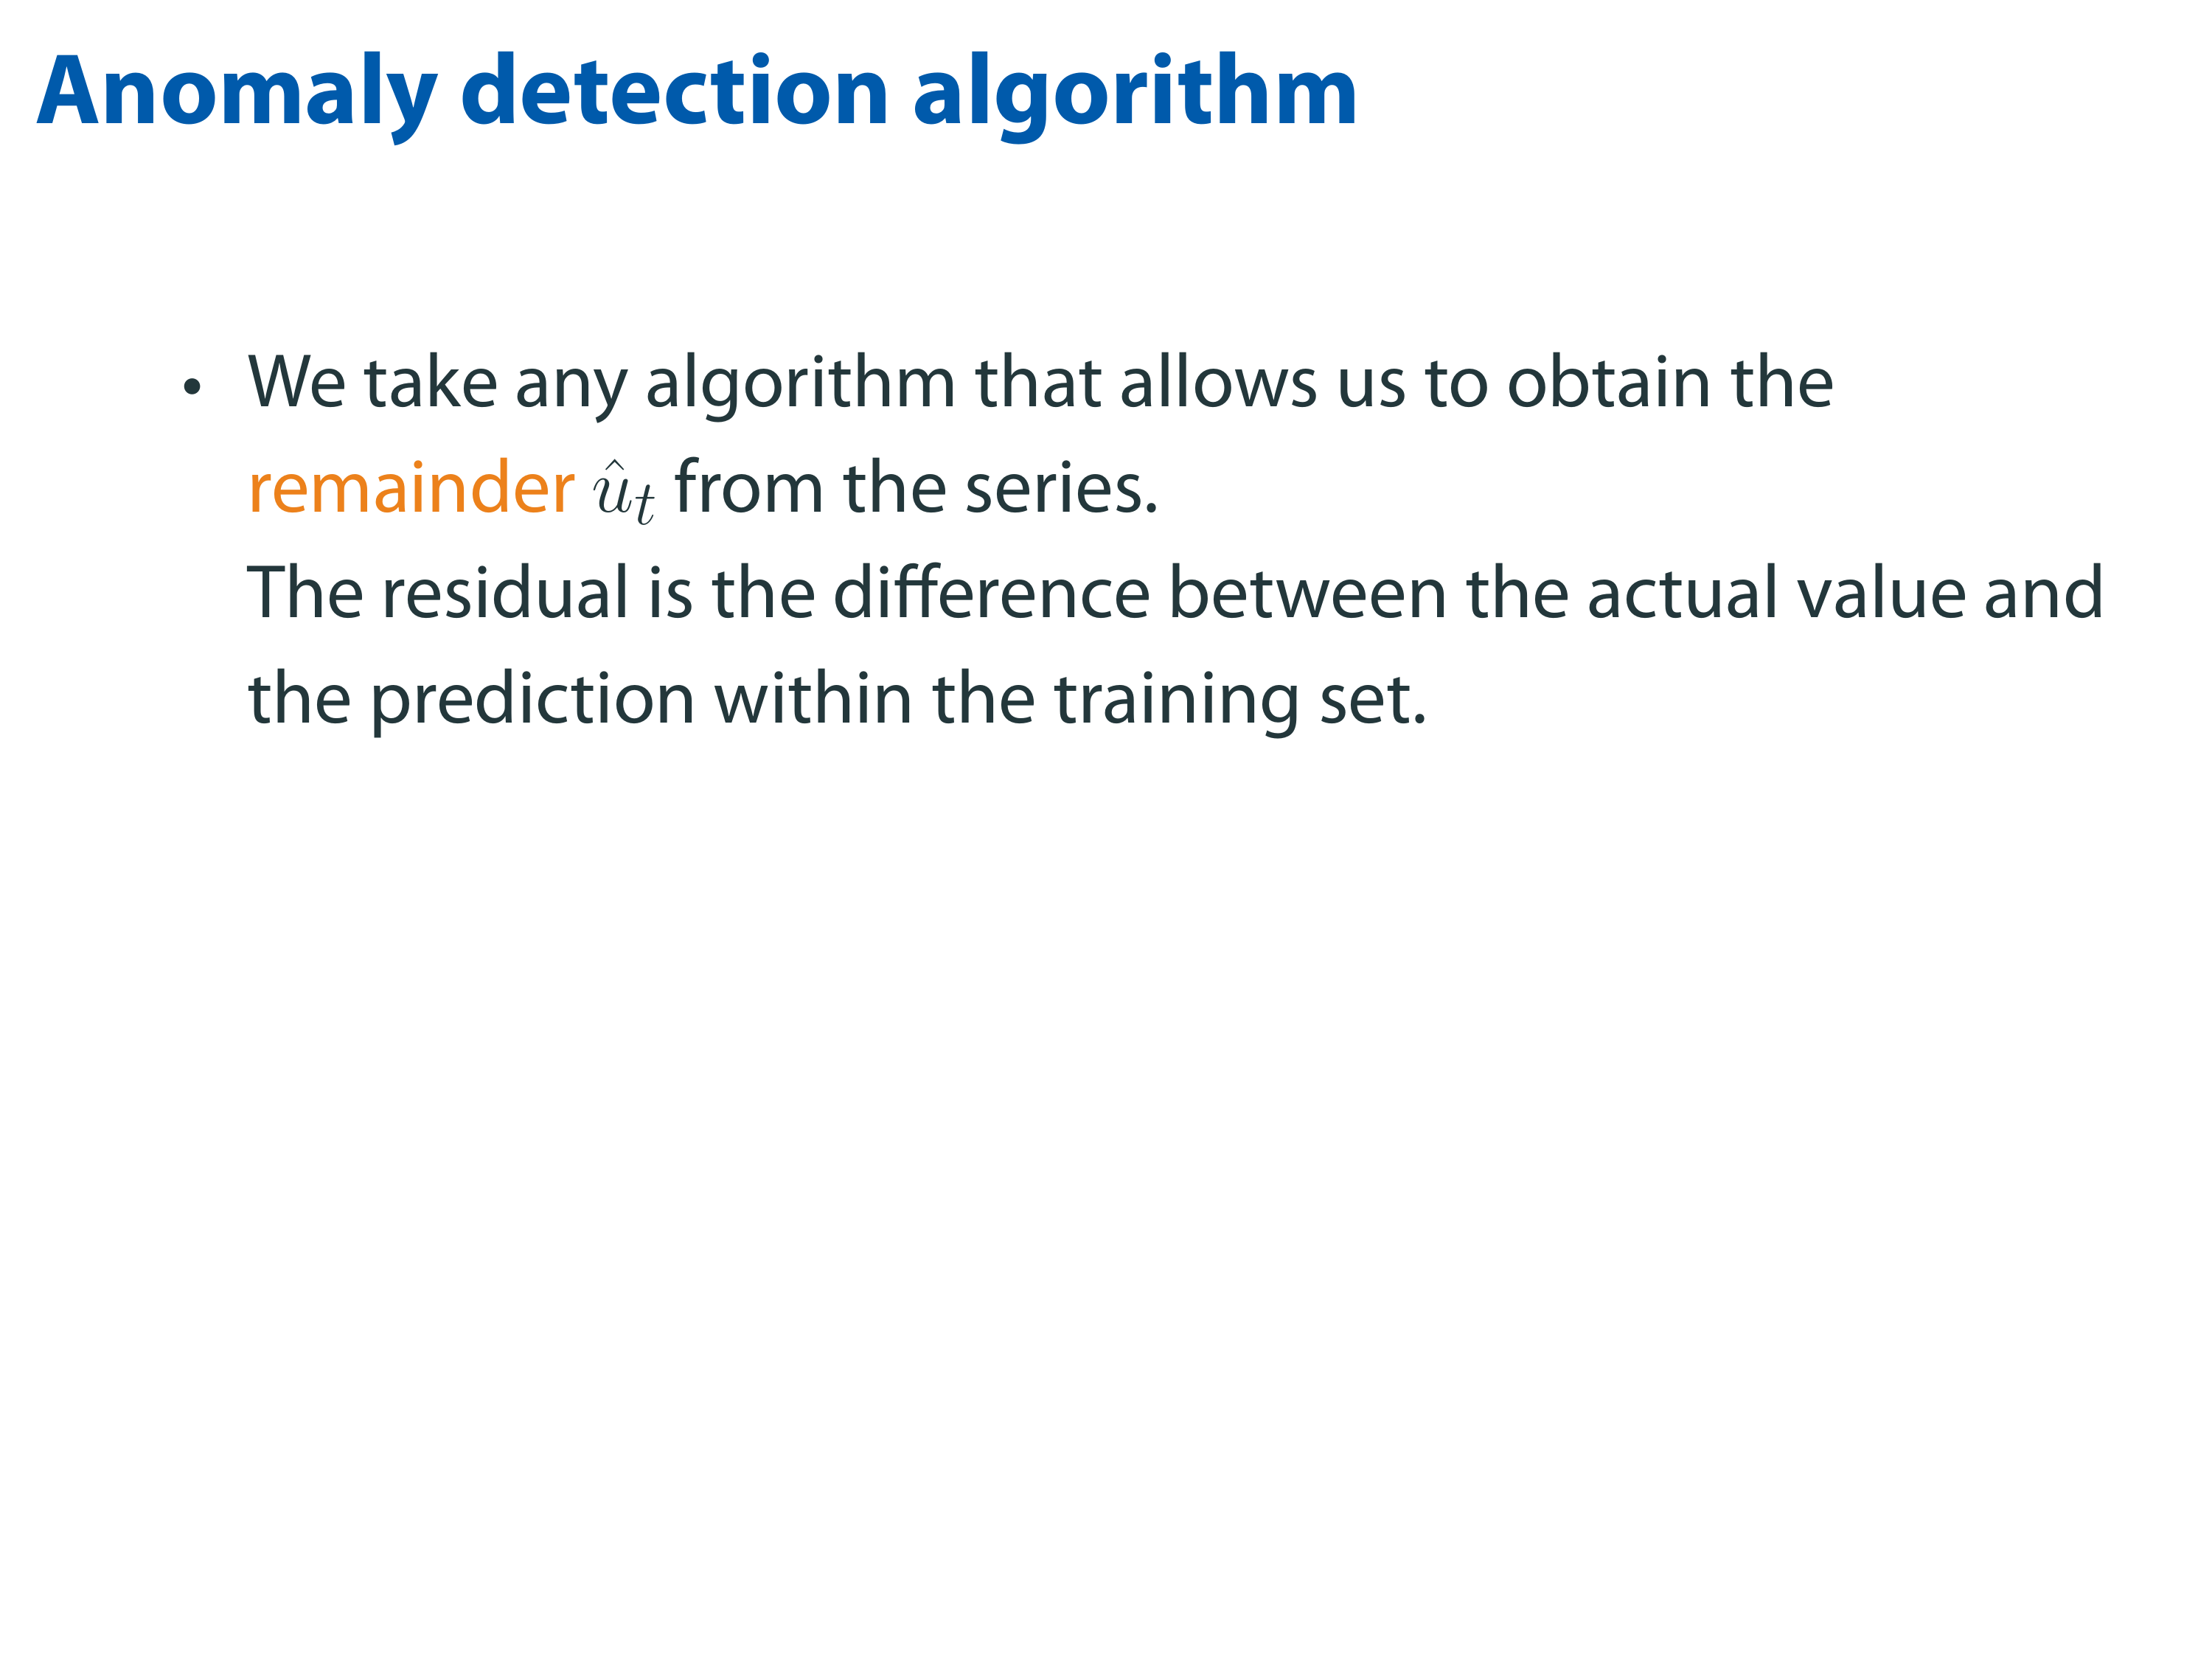 Anomaly detection algorithm
• We take any algorithm that allows us to obtain the
remainder û_t from the series.
The residual is the difference between the actual value and
the prediction within the training set.